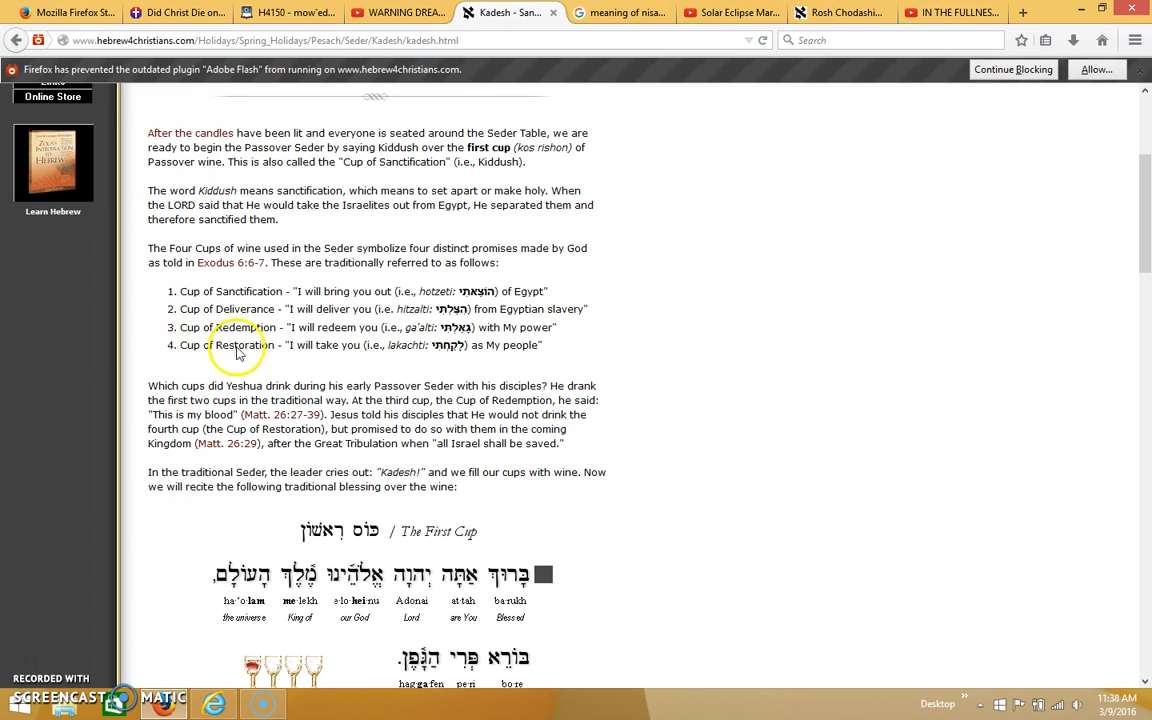 Mozilla Firefox St...
Did Christ Die on...
H4150 - mow`ed...
WARNING DREA...
Kadesh - San...
meaning of nisa...
Solar Eclipse Mar...
Rosh Chodashi...
IN THE FULLNES...
www.hebrew4christians.com/Holidays/Spring_Holidays/Pesach/Seder/Kadesh/kadesh.html
Search
Firefox has prevented the outdated plugin "Adobe Flash" from running on www.hebrew4christians.com.
Continue Blocking
Allow...
Online Store
ZOLA'S INTRODUCTION TO HEBREW
Learn Hebrew
After the candles have been lit and everyone is seated around the Seder Table, we are
ready to begin the Passover Seder by saying Kiddush over the first cup (kos rishon) of
Passover wine. This is also called the "Cup of Sanctification" (i.e., Kiddush).
The word Kiddush means sanctification, which means to set apart or make holy. When
the LORD said that He would take the Israelites out from Egypt, He separated them and
therefore sanctified them.
The Four Cups of wine used in the Seder symbolize four distinct promises made by God
as told in Exodus 6:6-7. These are traditionally referred to as follows:
1. Cup of Sanctification - "I will bring you out (i.e., hotzeti: הוֹצֵאתִי) of Egypt"
2. Cup of Deliverance - "I will deliver you (i.e. hitzalti: הִצַּלְתִּי) from Egyptian slavery"
3. Cup of Redemption - "I will redeem you (i.e., ga'alti: גָאַלְתִּי) with My power"
4. Cup of Restoration - "I will take you (i.e., lakachti: לָקַחְתִּי) as My people"
Which cups did Yeshua drink during his early Passover Seder with his disciples? He drank
the first two cups in the traditional way. At the third cup, the Cup of Redemption, he said:
"This is my blood" (Matt. 26:27-39). Jesus told his disciples that He would not drink the
fourth cup (the Cup of Restoration), but promised to do so with them in the coming
Kingdom (Matt. 26:29), after the Great Tribulation when "all Israel shall be saved."
In the traditional Seder, the leader cries out: "Kadesh!" and we fill our cups with wine. Now
we will recite the following traditional blessing over the wine:
כּוֹס רִאשׁוֹן / The First Cup
בָּרוּךְ אַתָּה יְהוָה אֱלֹהֵינוּ מֶלֶךְ הָעוֹלָם,
ha·'o·lam me·lekh e·lo·hei·nu Adonai at·tah ba·rukh
the universe King of our God Lord are You Blessed
בּוֹרֵא פְּרִי הַגָּפֶן.
hag·ga·fen pe·ri bo·re
RECORDED WITH
SCREENCAST MATIC
Desktop
11:38 AM
3/9/2016